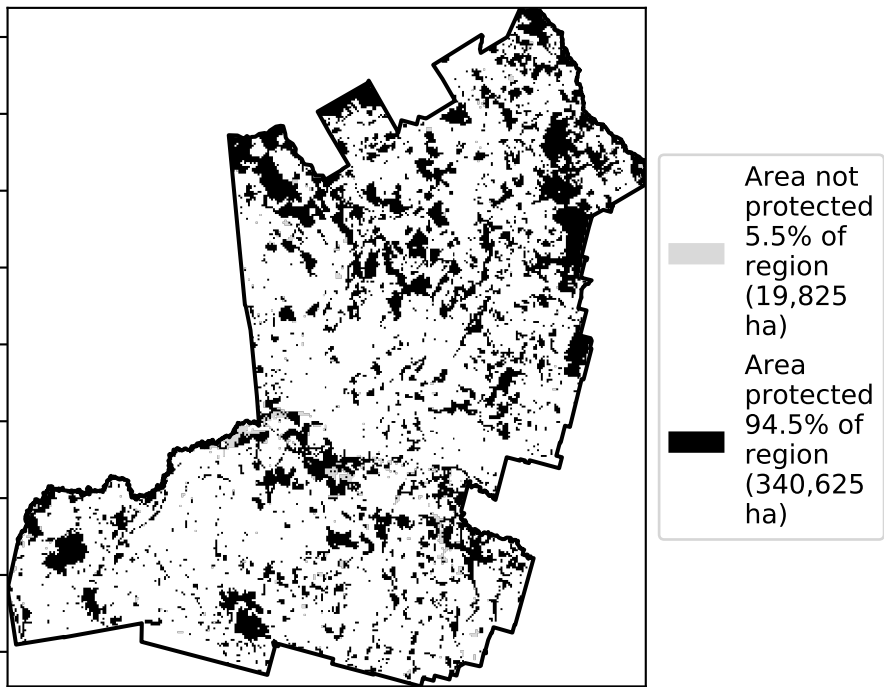 Area not
protected
5.5% of
region
(19,825
ha)
Area
protected
94.5% of
region
(340,625
ha)